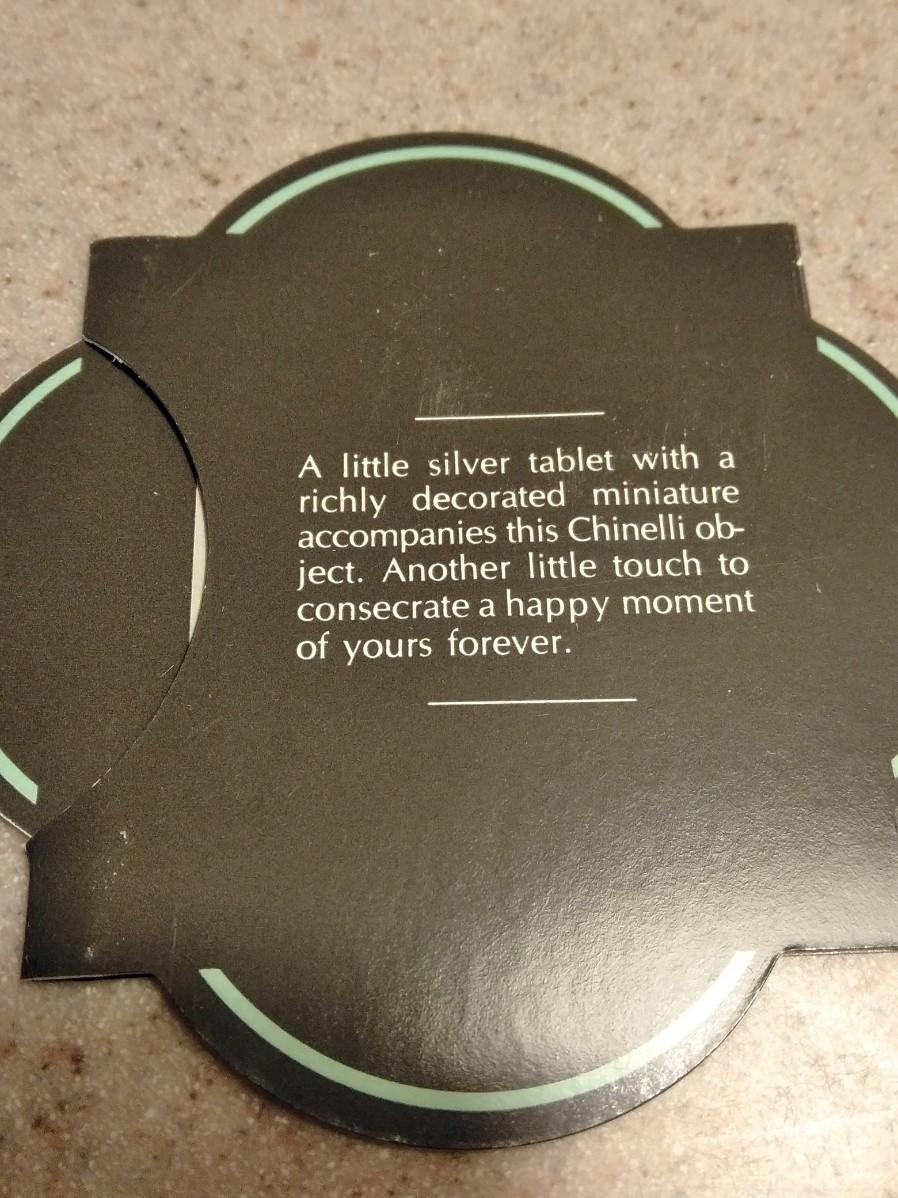 A little silver tablet with a
richly decorated miniature
accompanies this Chinelli ob-
ject. Another little touch to
consecrate a happy moment
of yours forever.